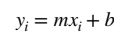 yᵢ = mxᵢ + b